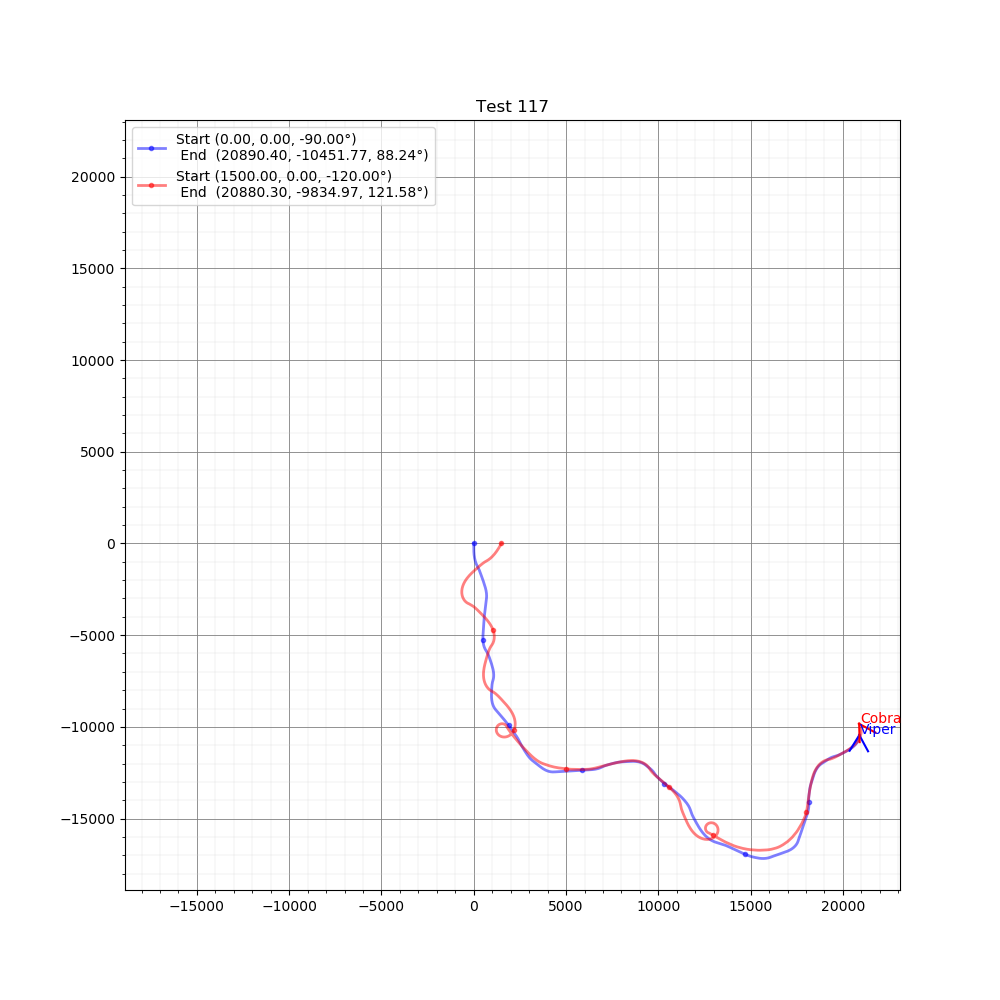 Test 117
Start (0.00, 0.00, -90.00°)
End (20890.40, -10451.77, 88.24°)
Start (1500.00, 0.00, -120.00°)
End (20880.30, -9834.97, 121.58°)
20000
15000
10000
5000
0
−5000
−10000
−15000
Cobra
Viper
−15000 −10000 −5000 0 5000 10000 15000 20000